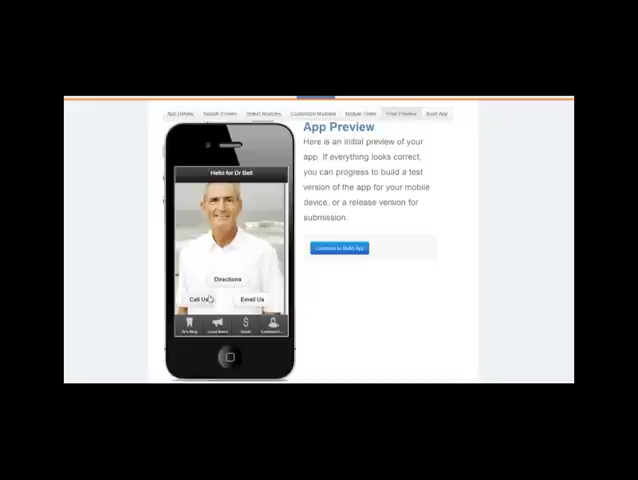 App Details Splash Screen Select Modules Customize Modules Module Order Final Preview Build App
App Preview
Here is an initial preview of your
app. If everything looks correct,
you can progress to build a test
version of the app for your mobile
device, or a release version for
submission.
Continue to Build App
Hello for Dr Bell
Directions
Call Us
Email Us